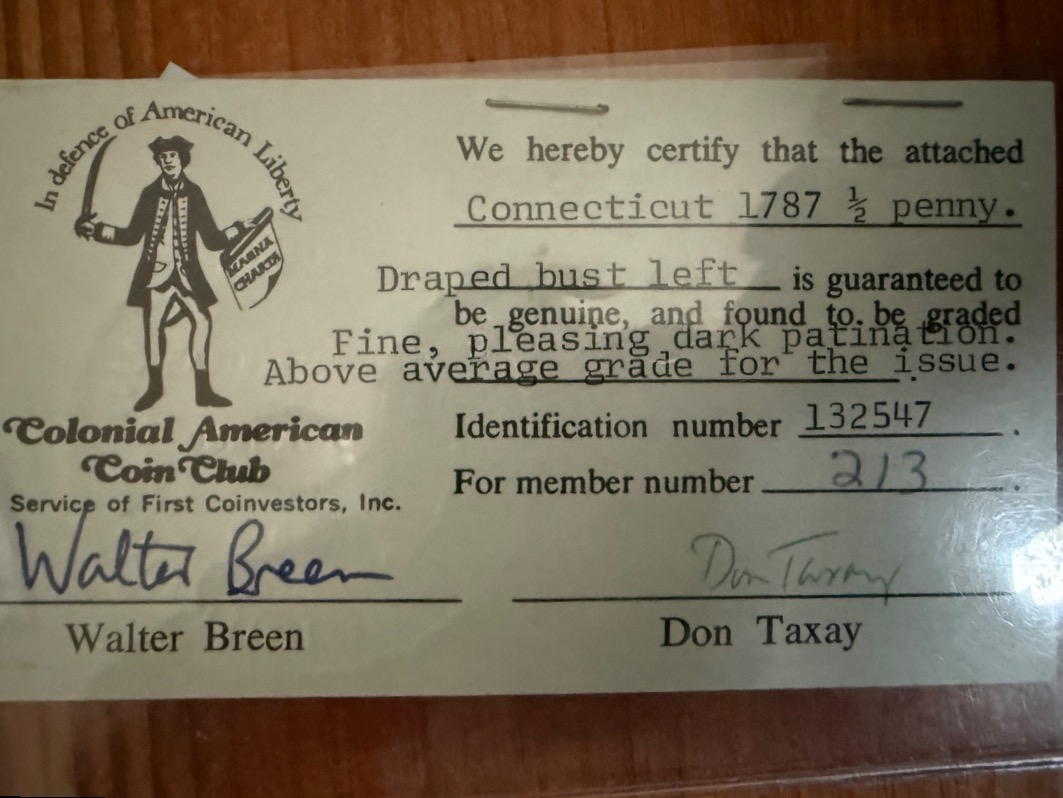 In defence of American Liberty
MAGNA
CHARTA
We hereby certify that the attached
Connecticut 1787 ½ penny.
Draped bust left is guaranteed to
be genuine, and found to be graded
Fine, pleasing dark patination.
Above average grade for the issue.
Colonial American
Coin Club
Service of First Coinvestors, Inc.
Identification number 132547.
For member number 213.
Walter Breen
Don Taxay
Walter Breen
Don Taxay